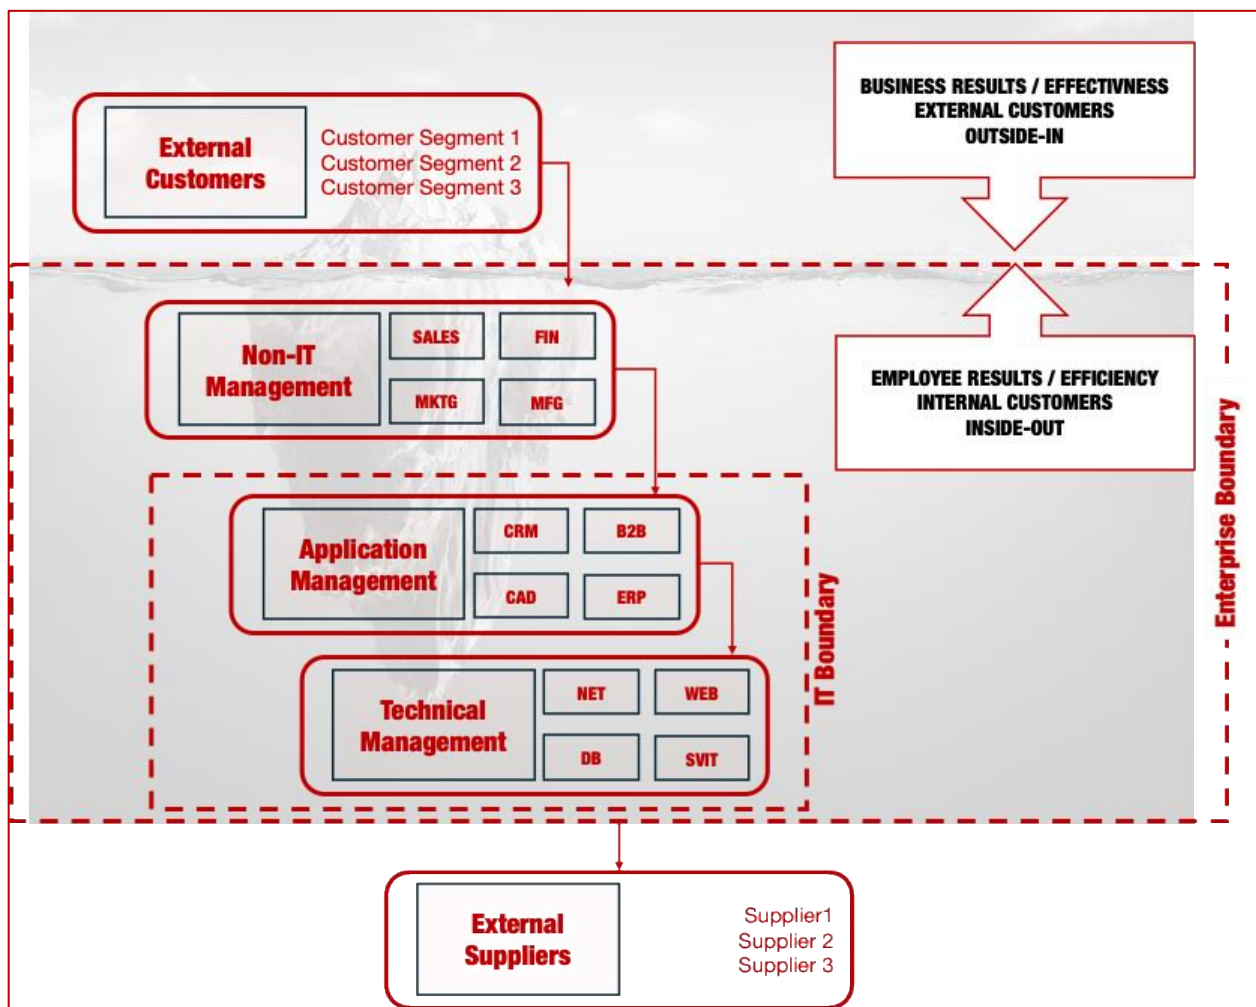 BUSINESS RESULTS / EFFECTIVNESS
EXTERNAL CUSTOMERS
OUTSIDE-IN
External
Customers
Customer Segment 1
Customer Segment 2
Customer Segment 3
Non-IT
Management
SALES
FIN
MKTG
MFG
EMPLOYEE RESULTS / EFFICIENCY
INTERNAL CUSTOMERS
INSIDE-OUT
Enterprise Boundary
Application
Management
CRM
B2B
CAD
ERP
IT Boundary
Technical
Management
NET
WEB
DB
SVIT
External
Suppliers
Supplier1
Supplier 2
Supplier 3